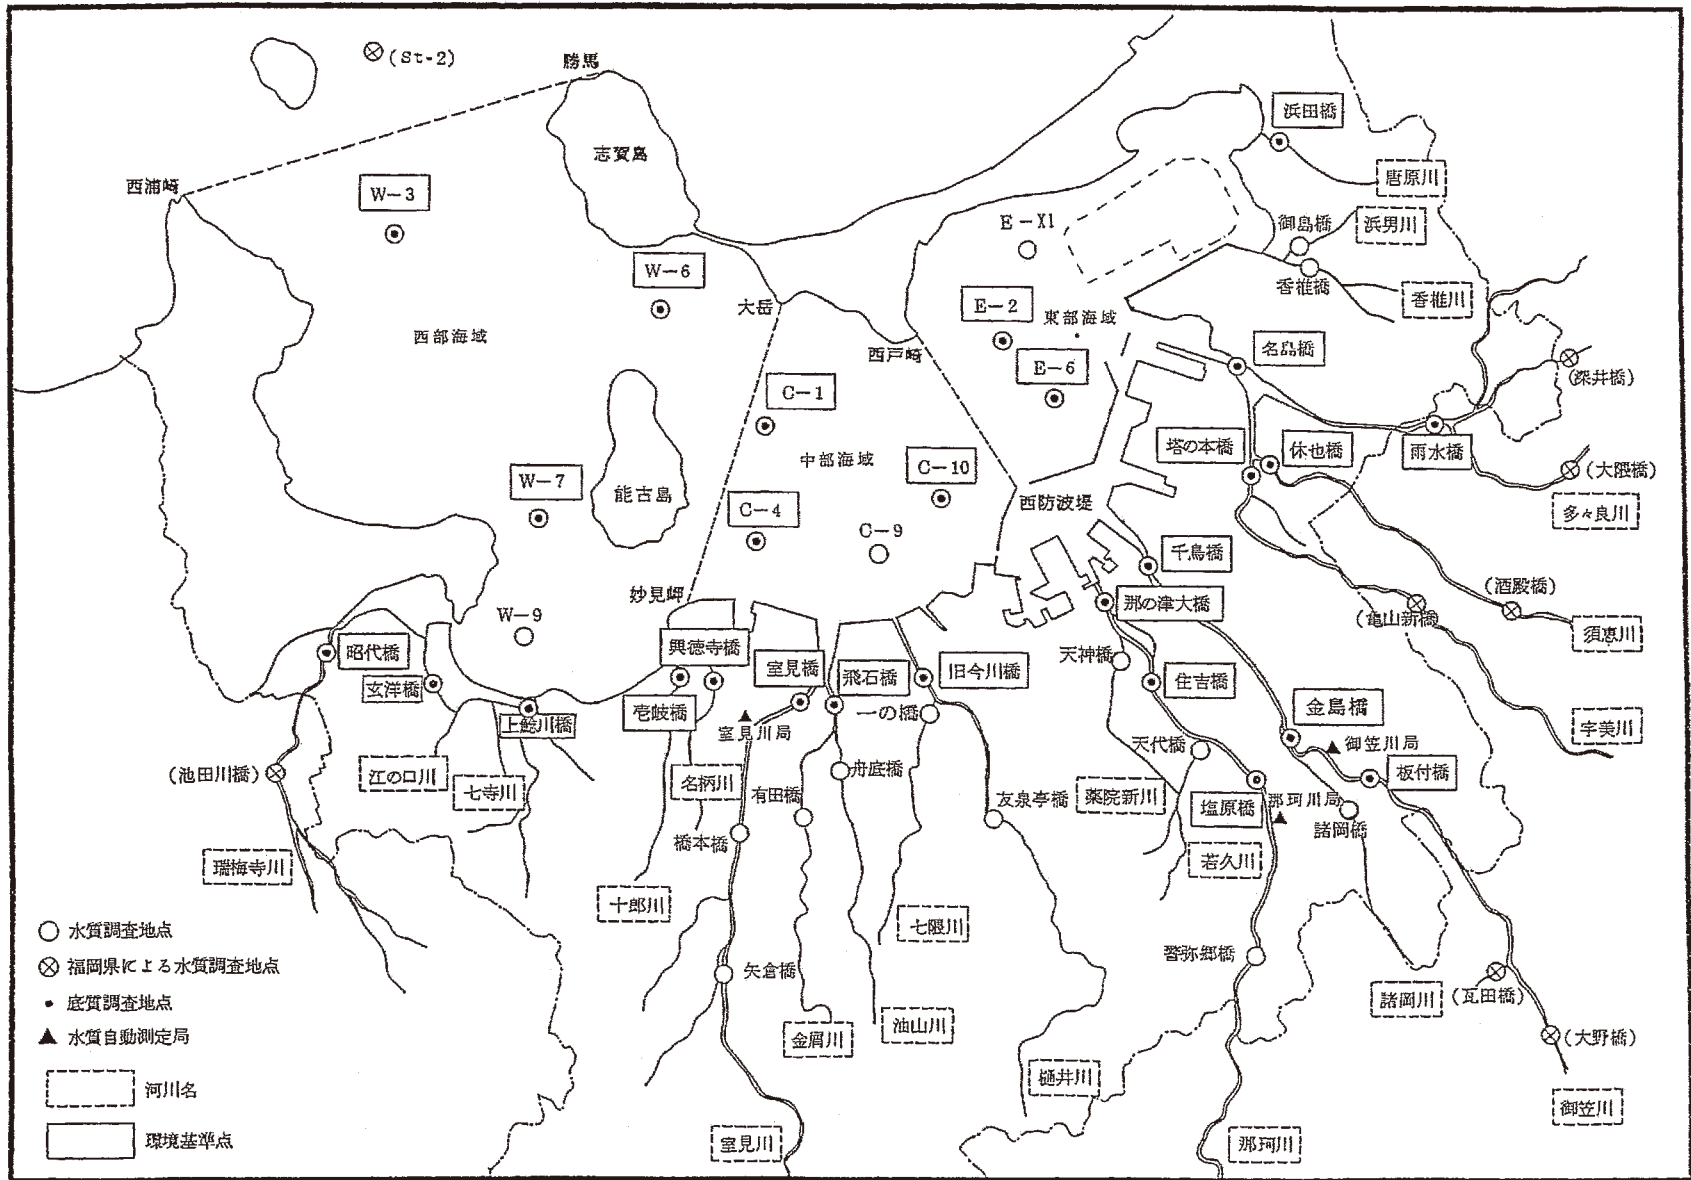 (St-2)
勝馬
浜田橋
志賀島
西浦崎
W-3
唐原川
E-X1
御島橋
浜男川
W-6
香椎橋
香椎川
大岳
E-2
東部海域
西部海域
西戸崎
名島橋
E-6
(深井橋)
C-1
中部海域
C-10
塔の本橋
休也橋
雨水橋
(大隈橋)
W-7
能古島
西防波堤
多々良川
C-4
C-9
千鳥橋
(酒殿橋)
妙見岬
那の津大橋
(亀山新橋)
W-9
須恵川
昭代橋
興徳寺橋
室見橋
飛石橋
旧今川橋
天神橋
玄洋橋
住吉橋
壱岐橋
一の橋
金島橋
上鯰川橋
室見川局
御笠川局
宇美川
天代橋
(池田川橋)
江の口川
舟底橋
板付橋
七寺川
名柄川
有田橋
友泉亭橋
薬院新川
塩原橋
那珂川局
諸岡橋
橋本橋
瑞梅寺川
若久川
十郎川
七隈川
警弥郷橋
矢倉橋
諸岡川
(瓦田橋)
金屑川
油山川
(大野橋)
樋井川
御笠川
室見川
那珂川
水質調査地点
福岡県による水質調査地点
底質調査地点
水質自動測定局
河川名
環境基準点